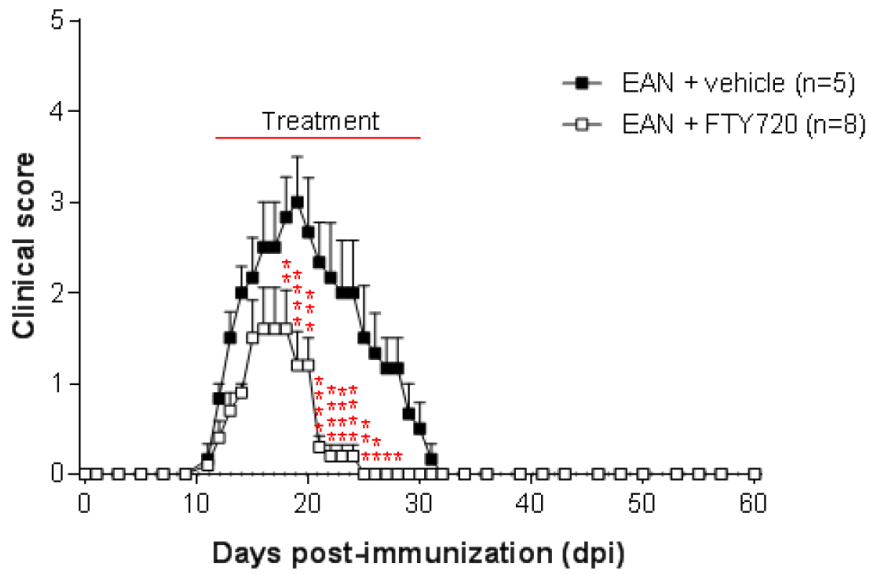 5
EAN + vehicle (n=5)
EAN + FTY720 (n=8)
4
Treatment
3
Clinical score
2
1
0
0 10 20 30 40 50 60
Days post-immunization (dpi)